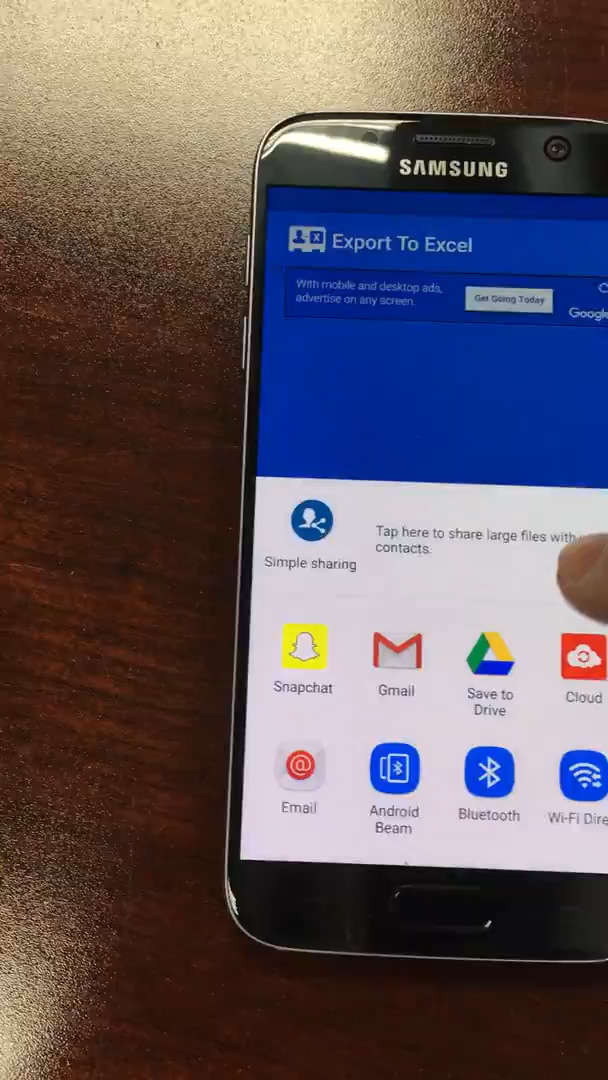 SAMSUNG
Export To Excel
With mobile and desktop ads,
advertise on any screen.
Get Going Today
Google
Simple sharing
Tap here to share large files with
contacts.
Snapchat
Gmail
Save to
Drive
Cloud
Email
Android
Beam
Bluetooth
Wi-Fi Dire